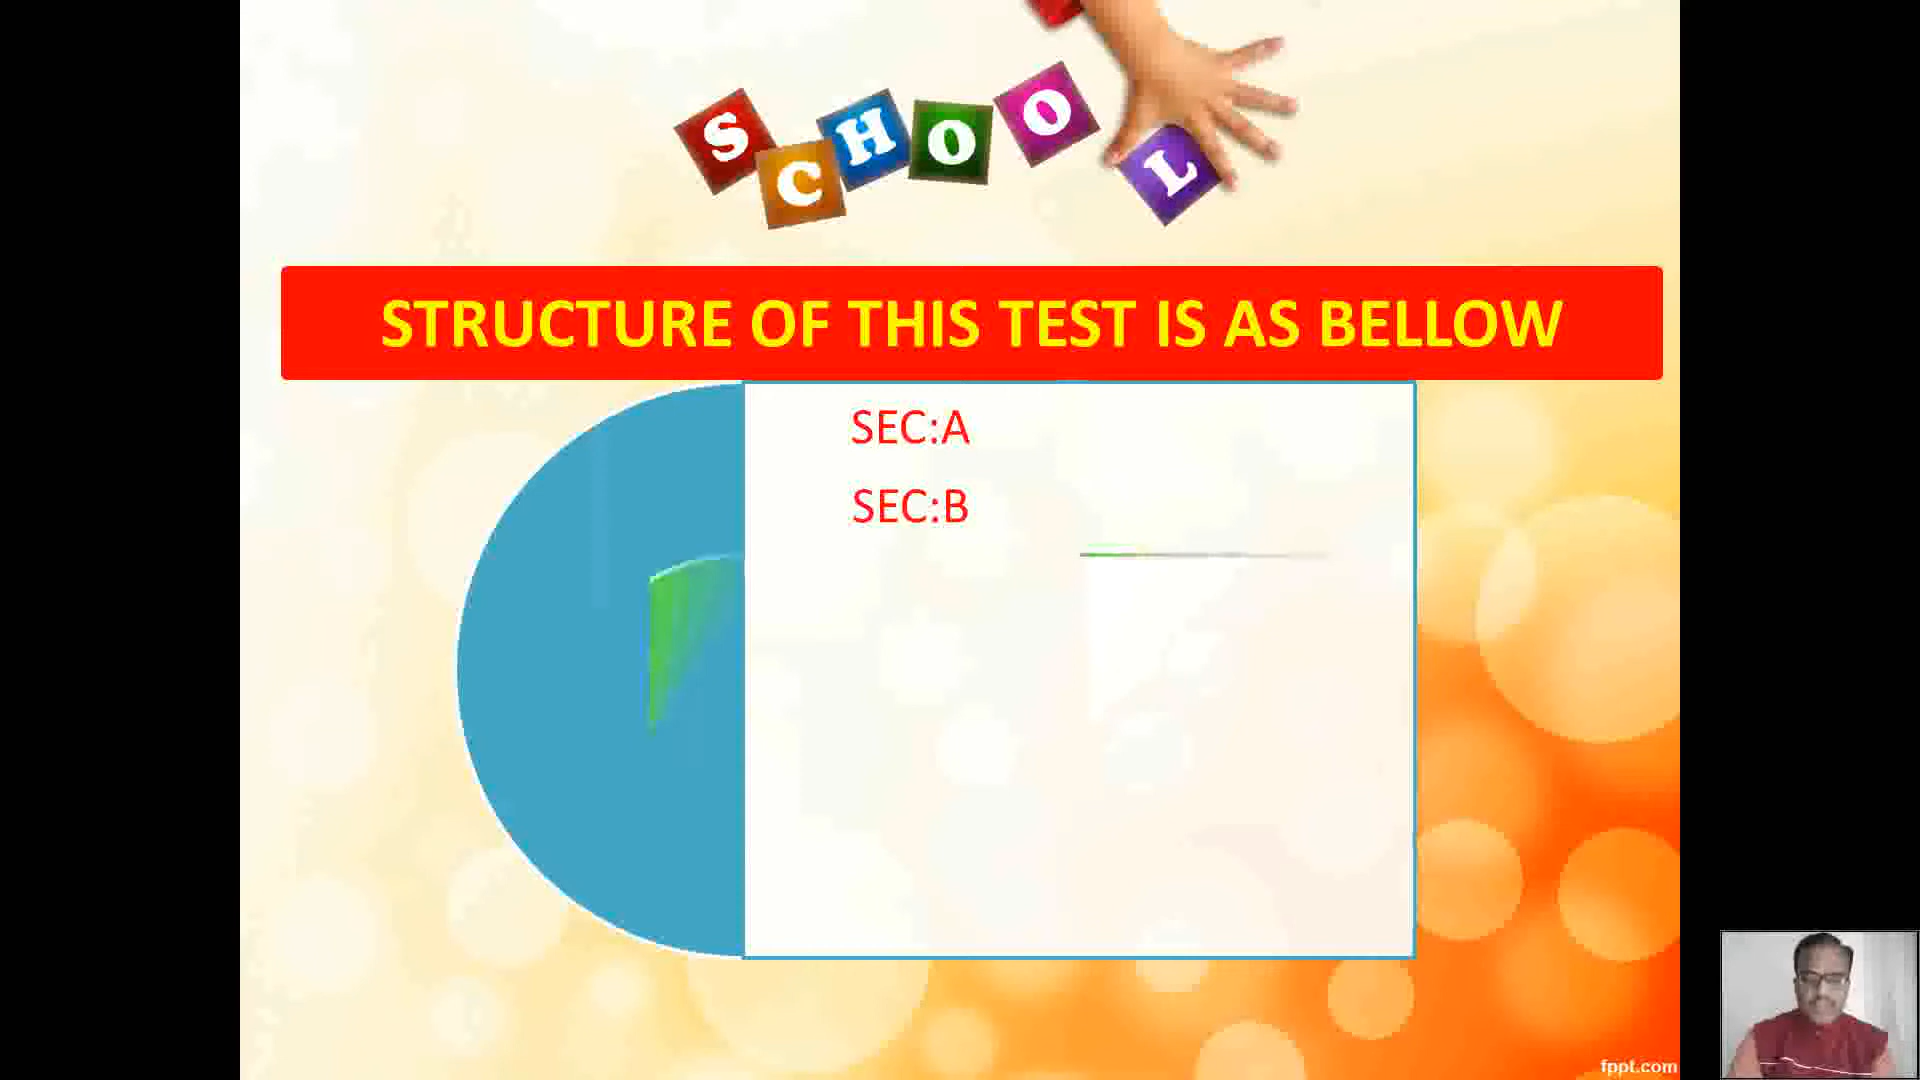 SCHOOL
STRUCTURE OF THIS TEST IS AS BELLOW
SEC:A
SEC:B
fppt.com